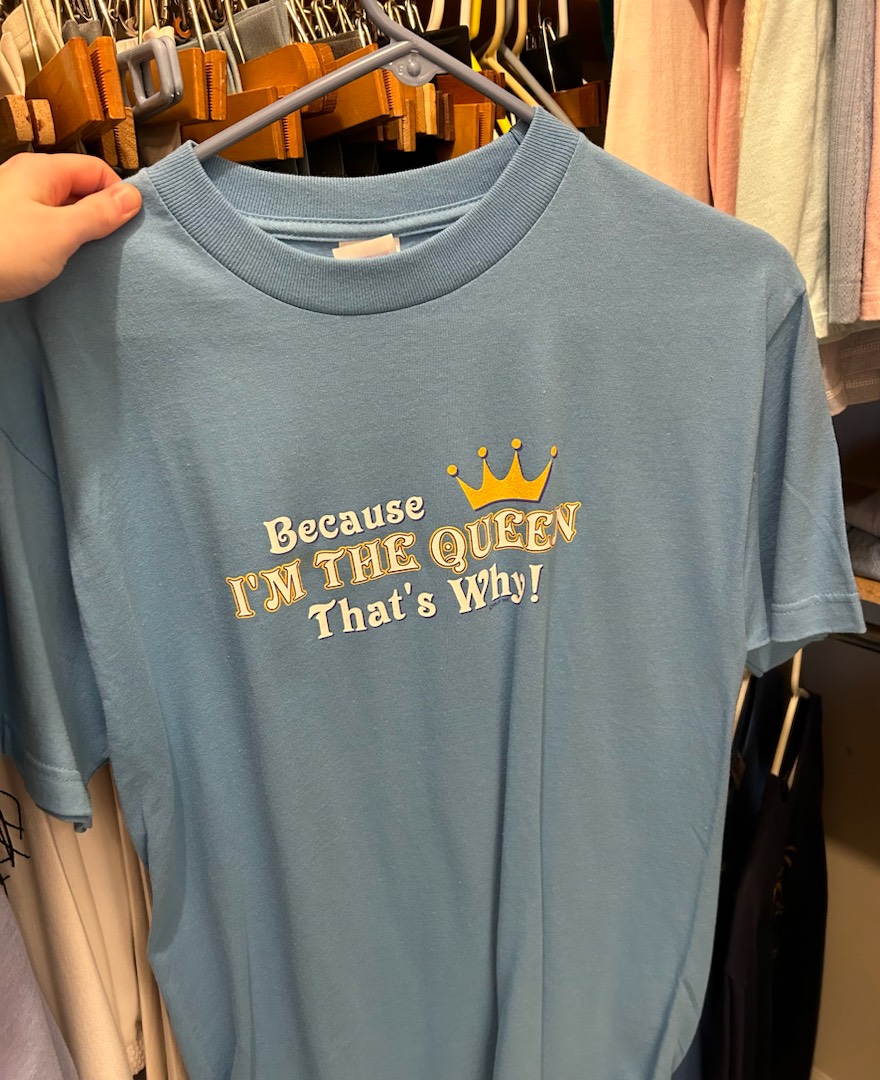 Because
I'M THE QUEEN
That's Why!